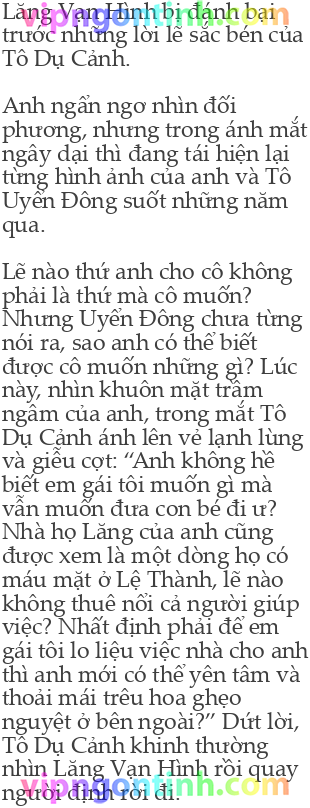 Lăng Vạn Hình bị đánh bại
trước những lời lẽ sắc bén của
Tô Dụ Cảnh.
Anh ngẩn ngơ nhìn đối
phương, nhưng trong ánh mắt
ngây dại thì đang tái hiện lại
từng hình ảnh của anh và Tô
Uyển Đông suốt những năm
qua.
Lẽ nào thứ anh cho cô không
phải là thứ mà cô muốn?
Nhưng Uyển Đông chưa từng
nói ra, sao anh có thể biết
được cô muốn những gì? Lúc
này, nhìn khuôn mặt trầm
ngâm của anh, trong mắt Tô
Dụ Cảnh ánh lên vẻ lạnh lùng
và giễu cợt: “Anh không hề
biết em gái tôi muốn gì mà
vẫn muốn đưa con bé đi ư?
Nhà họ Lăng của anh cũng
được xem là một dòng họ có
máu mặt ở Lệ Thành, lẽ nào
không thuê nổi cả người giúp
việc? Nhất định phải để em
gái tôi lo liệu việc nhà cho anh
thì anh mới có thể yên tâm và
thoải mái trêu hoa ghẹo
nguyệt ở bên ngoài?” Dứt lời,
Tô Dụ Cảnh khinh thường
nhìn Lăng Vạn Hình rồi quay
người định rời đi.
vipngontinh.com
vipngontinh.com